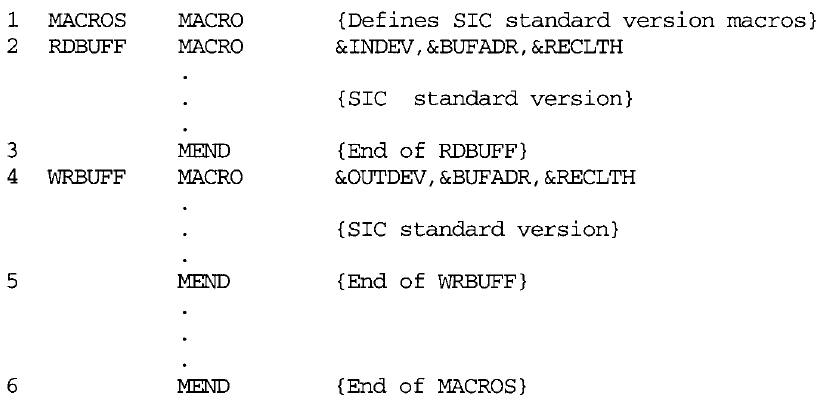 1 MACROS MACRO {Defines SIC standard version macros}
2 RDBUFF MACRO &INDEV,&BUFADR,&RECLTH
.
. {SIC standard version}
.
3 MEND {End of RDBUFF}
4 WRBUFF MACRO &OUTDEV,&BUFADR,&RECLTH
.
. {SIC standard version}
.
5 MEND {End of WRBUFF}
.
.
.
6 MEND {End of MACROS}